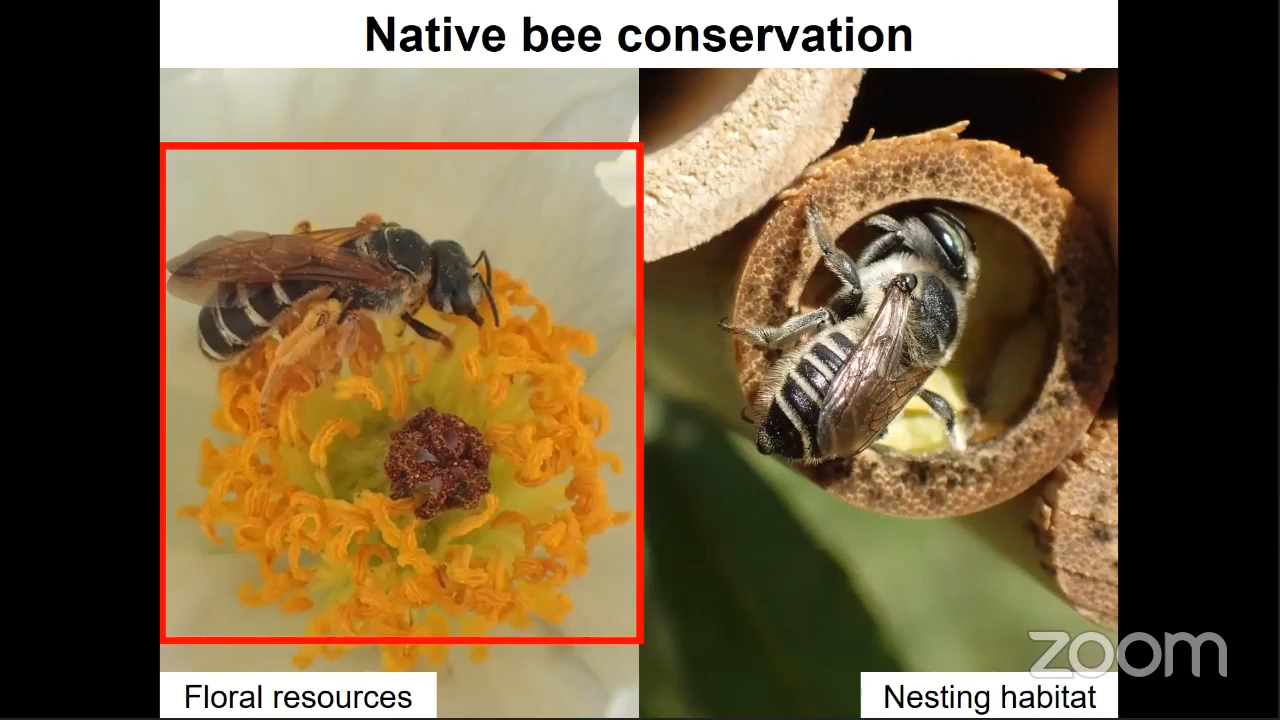 Native bee conservation
Floral resources
Nesting habitat
zoom